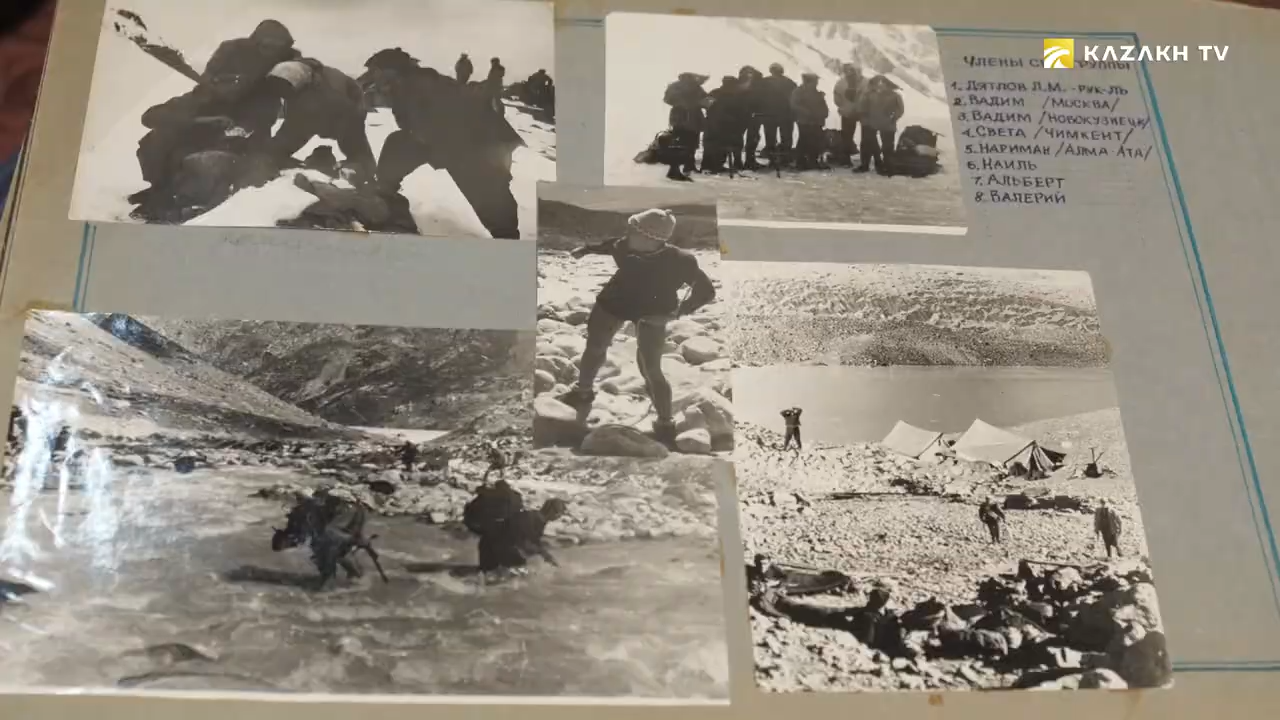 KAZAKH TV
ЧЛЕНЫ
1. ДЯТЛОВ Л.М. - РУК-ЛЬ
2. ВАДИМ /МОСКВА/
3. ВАДИМ /НОВОКУЗНЕЦК/
4. СВЕТА /ЧИМКЕНТ/
5. НАРИМАН /АЛМА-АТА/
6. НАИЛЬ
7. АЛЬБЕРТ
8. ВАЛЕРИЙ